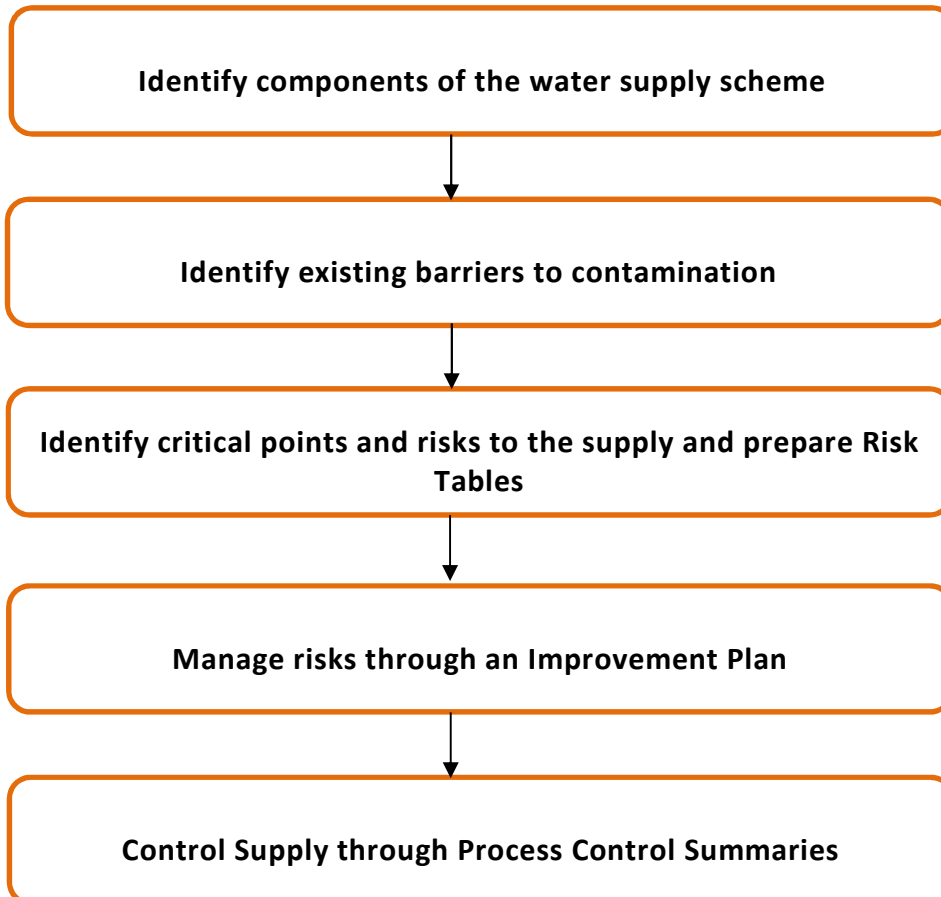 Identify components of the water supply scheme
Identify existing barriers to contamination
Identify critical points and risks to the supply and prepare Risk
Tables
Manage risks through an Improvement Plan
Control Supply through Process Control Summaries